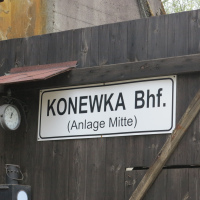 KONEWKA Bhf.
(Anlage Mitte)